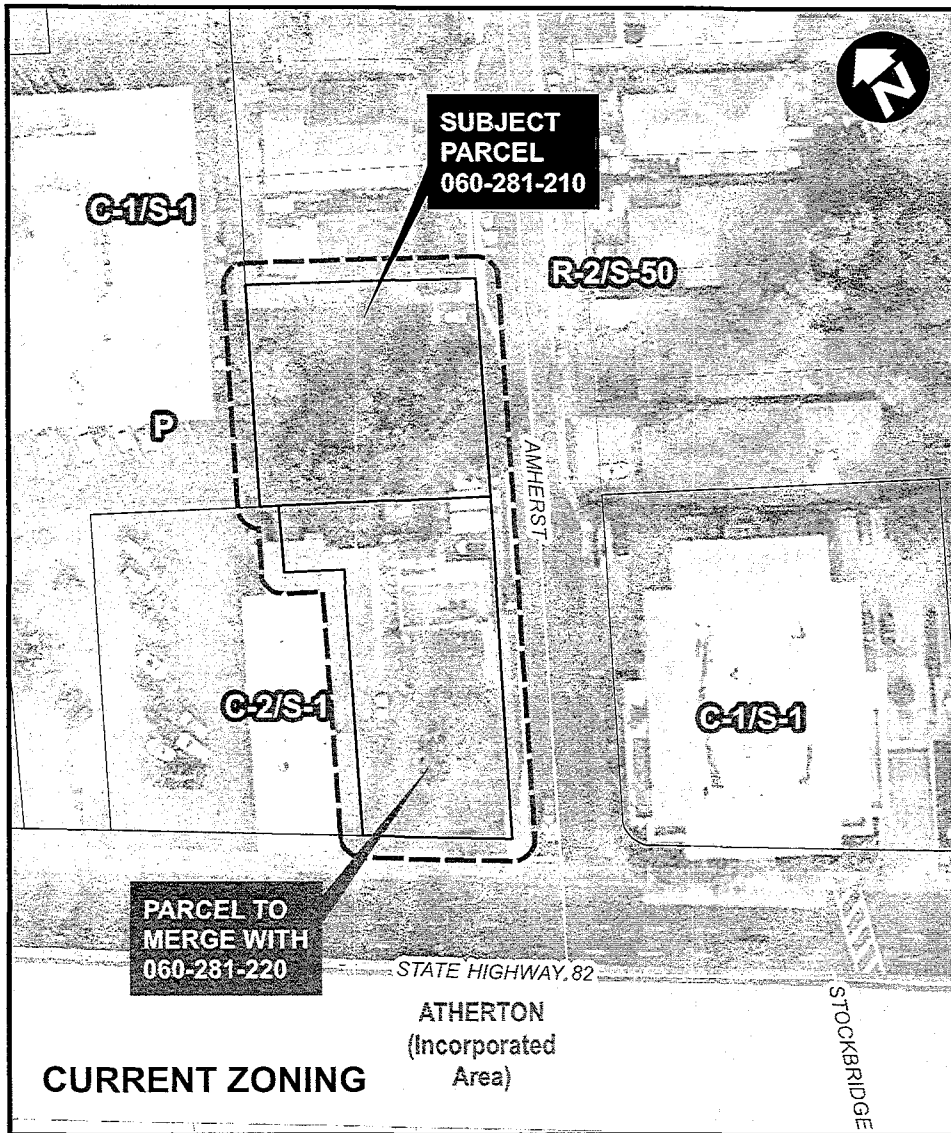 N
SUBJECT
PARCEL
060-281-210
C-1/S-1
R-2/S-50
P
AMHERST
C-2/S-1
C-1/S-1
PARCEL TO
MERGE WITH
060-281-220
STATE HIGHWAY 82
ATHERTON
(Incorporated
Area)
STOCKBRIDGE
CURRENT ZONING